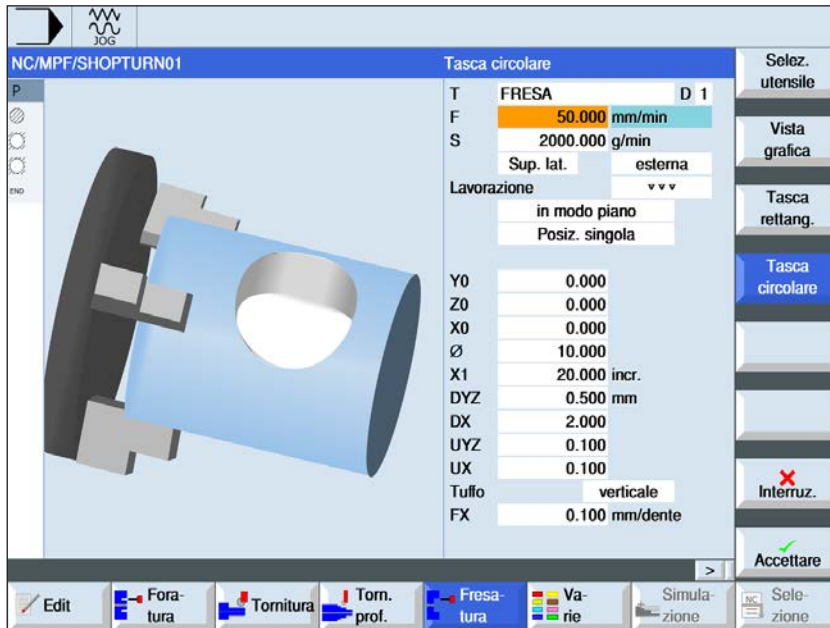 JOG
NC/MPF/SHOPTURN01
Tasca circolare
P
END
T FRESA D 1
F 50.000 mm/min
S 2000.000 g/min
Sup. lat. esterna
Lavorazione ▿▿▿
in modo piano
Posiz. singola
Y0 0.000
Z0 0.000
X0 0.000
Ø 10.000
X1 20.000 incr.
DYZ 0.500 mm
DX 2.000
UYZ 0.100
UX 0.100
Tuffo verticale
FX 0.100 mm/dente
Selez.
utensile
Vista
grafica
Tasca
rettang.
Tasca
circolare
Interruz.
Accettare
>
Edit
Fora-
tura
Tornitura
Torn.
prof.
Fresa-
tura
Va-
rie
Simula-
zione
NC
Sele-
zione